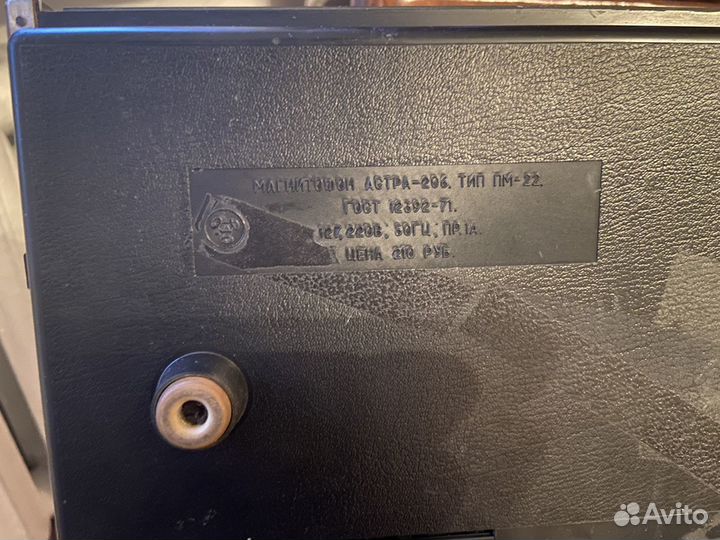 МАГНИТОФОН АСТРА-206. ТИП ПМ-22.
ГОСТ 12392-71.
127, 220В, 50ГЦ, ПР.1А.
ЦЕНА 210 РУБ.
Avito